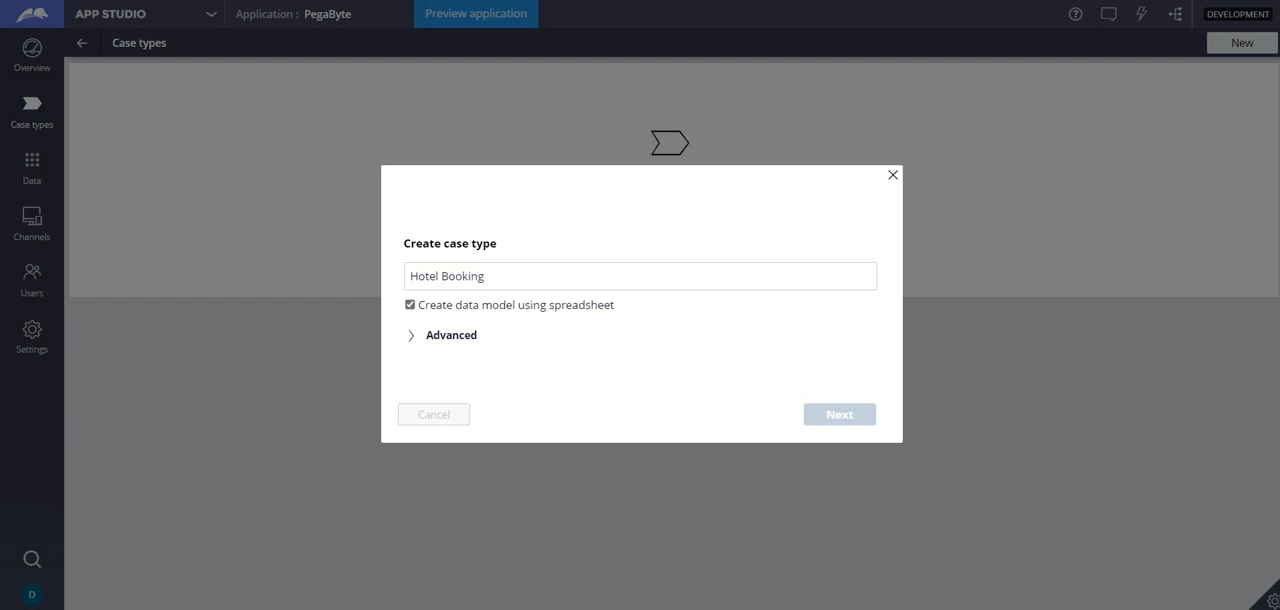 APP STUDIO
Application : PegaByte
Preview application
DEVELOPMENT
Case types
New
Overview
Case types
Data
Channels
Users
Settings
D
Create case type
Hotel Booking
Create data model using spreadsheet
Advanced
Cancel
Next